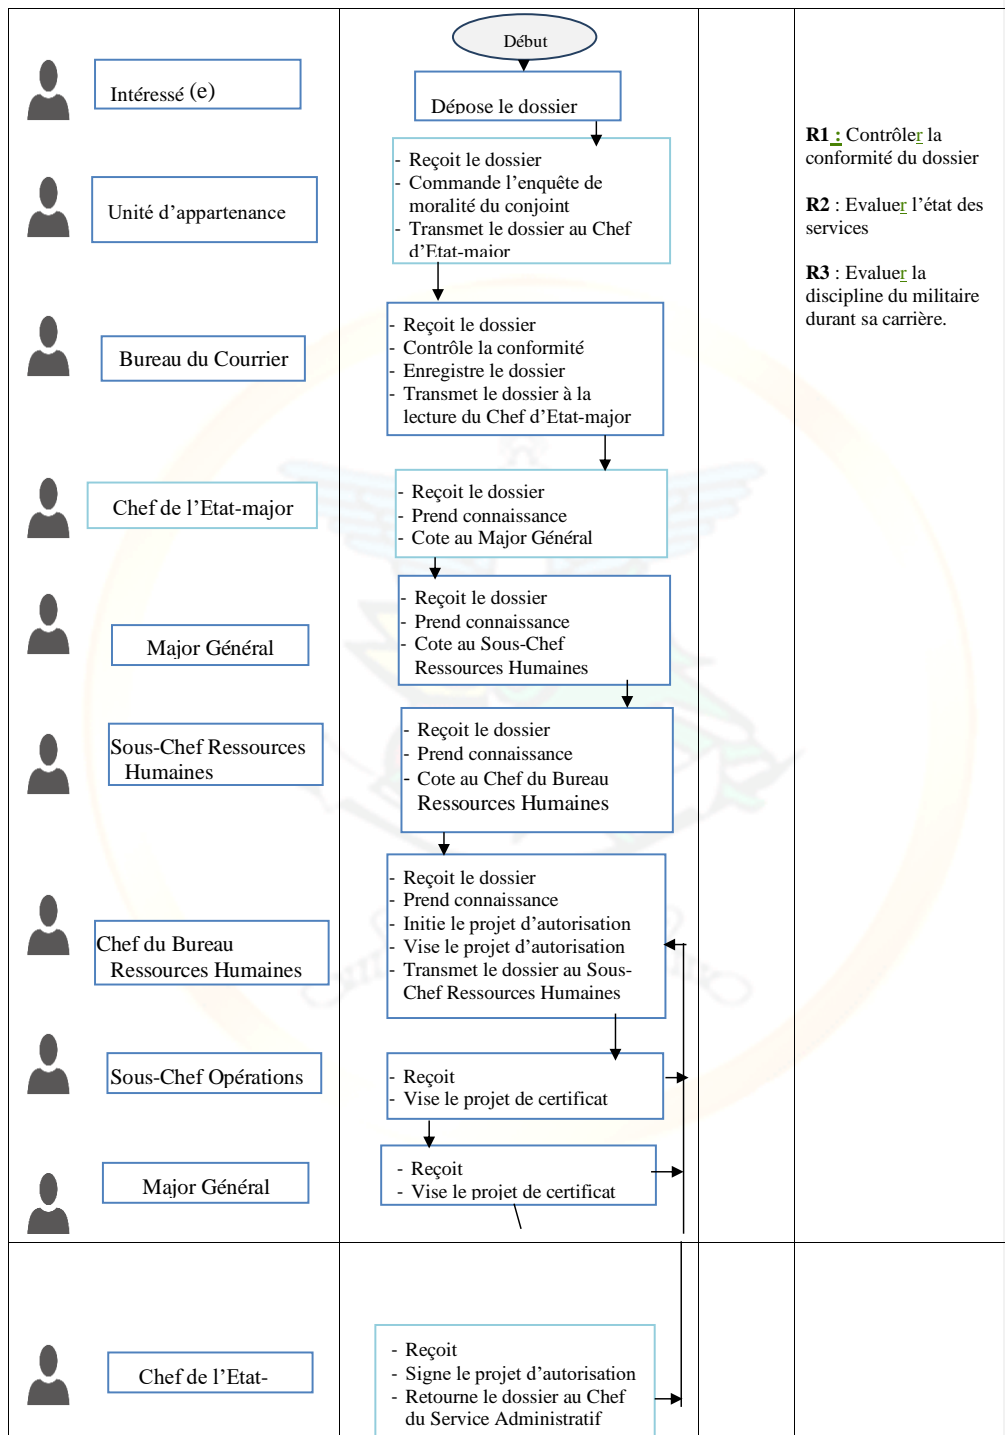 Début
Intéressé (e)
Dépose le dossier
R1 : Contrôler la
conformité du dossier
R2 : Evaluer l'état des
services
R3 : Evaluer la
discipline du militaire
durant sa carrière.
Unité d'appartenance
- Reçoit le dossier
- Commande l'enquête de
moralité du conjoint
- Transmet le dossier au Chef
d'Etat-major
Bureau du Courrier
- Reçoit le dossier
- Contrôle la conformité
- Enregistre le dossier
- Transmet le dossier à la
lecture du Chef d'Etat-major
Chef de l'Etat-major
- Reçoit le dossier
- Prend connaissance
- Cote au Major Général
Major Général
- Reçoit le dossier
- Prend connaissance
- Cote au Sous-Chef
Ressources Humaines
Sous-Chef Ressources
Humaines
- Reçoit le dossier
- Prend connaissance
- Cote au Chef du Bureau
Ressources Humaines
Chef du Bureau
Ressources Humaines
- Reçoit le dossier
- Prend connaissance
- Initie le projet d'autorisation
- Vise le projet d'autorisation
- Transmet le dossier au Sous-
Chef Ressources Humaines
Sous-Chef Opérations
- Reçoit
- Vise le projet de certificat
Major Général
- Reçoit
- Vise le projet de certificat
Chef de l'Etat-
- Reçoit
- Signe le projet d'autorisation
- Retourne le dossier au Chef
du Service Administratif